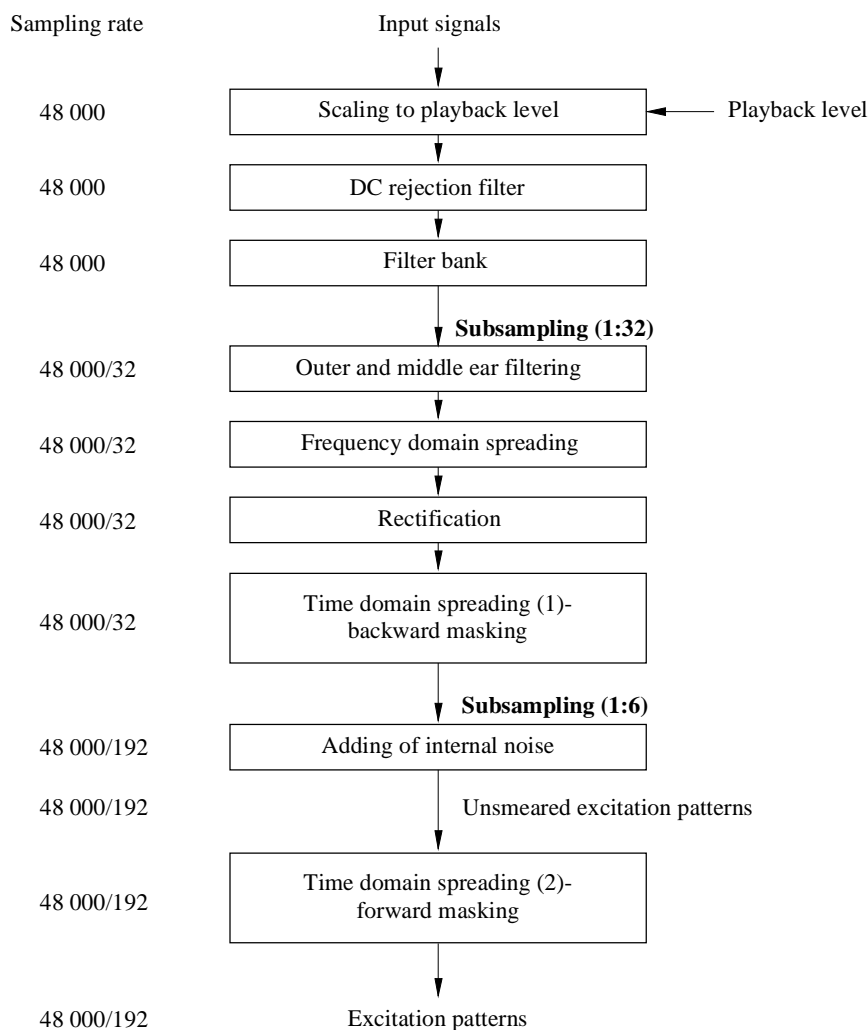 Sampling rate
Input signals
48 000
Scaling to playback level
Playback level
48 000
DC rejection filter
48 000
Filter bank
Subsampling (1:32)
48 000/32
Outer and middle ear filtering
48 000/32
Frequency domain spreading
48 000/32
Rectification
48 000/32
Time domain spreading (1)-
backward masking
Subsampling (1:6)
48 000/192
Adding of internal noise
48 000/192
Unsmeared excitation patterns
48 000/192
Time domain spreading (2)-
forward masking
48 000/192
Excitation patterns